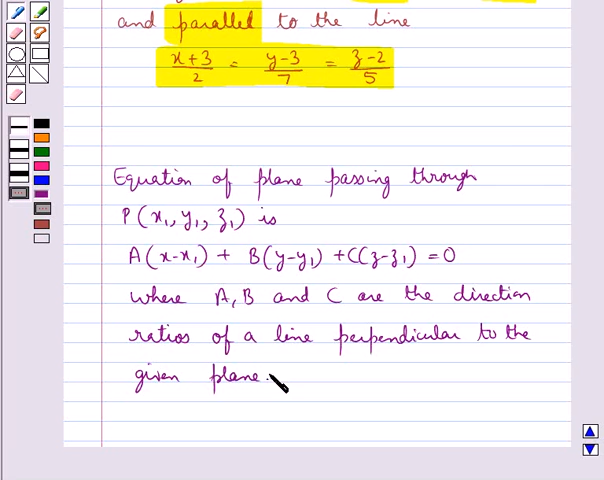 and parallel to the line
x+3/2 = y-3/7 = z-2/5
Equation of plane passing through
P(x₁, y₁, z₁) is
A(x-x₁) + B(y-y₁) + C(z-z₁) = 0
where A, B and C are the direction
ratios of a line perpendicular to the
given plane.